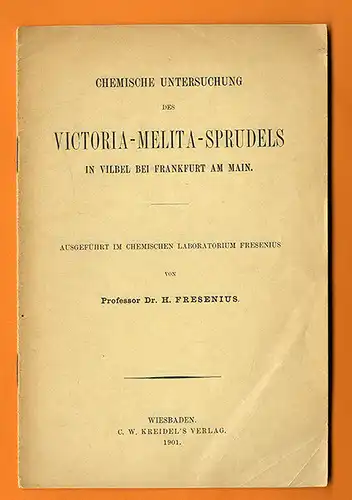 CHEMISCHE UNTERSUCHUNG
DES
VICTORIA-MELITA-SPRUDELS
IN VILBEL BEI FRANKFURT AM MAIN.
AUSGEFÜHRT IM CHEMISCHEN LABORATORIUM FRESENIUS
VON
Professor Dr. H. FRESENIUS.
WIESBADEN.
C. W. KREIDEL'S VERLAG.
1901.